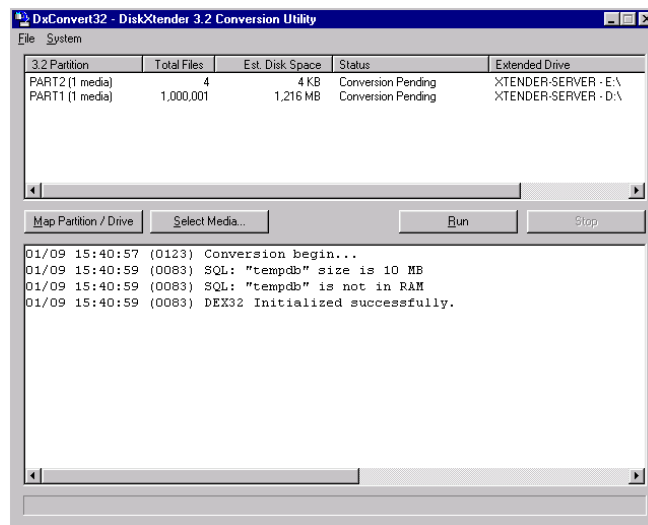 DxConvert32 - DiskXtender 3.2 Conversion Utility
File System
3.2 Partition Total Files Est. Disk Space Status Extended Drive
PART2 (1 media) 4 4 KB Conversion Pending XTENDER-SERVER - E:\
PART1 (1 media) 1,000,001 1,216 MB Conversion Pending XTENDER-SERVER - D:\
Map Partition / Drive Select Media... Run Stop
01/09 15:40:57 (0123) Conversion begin...
01/09 15:40:59 (0083) SQL: "tempdb" size is 10 MB
01/09 15:40:59 (0083) SQL: "tempdb" is not in RAM
01/09 15:40:59 (0083) DEX32 Initialized successfully.